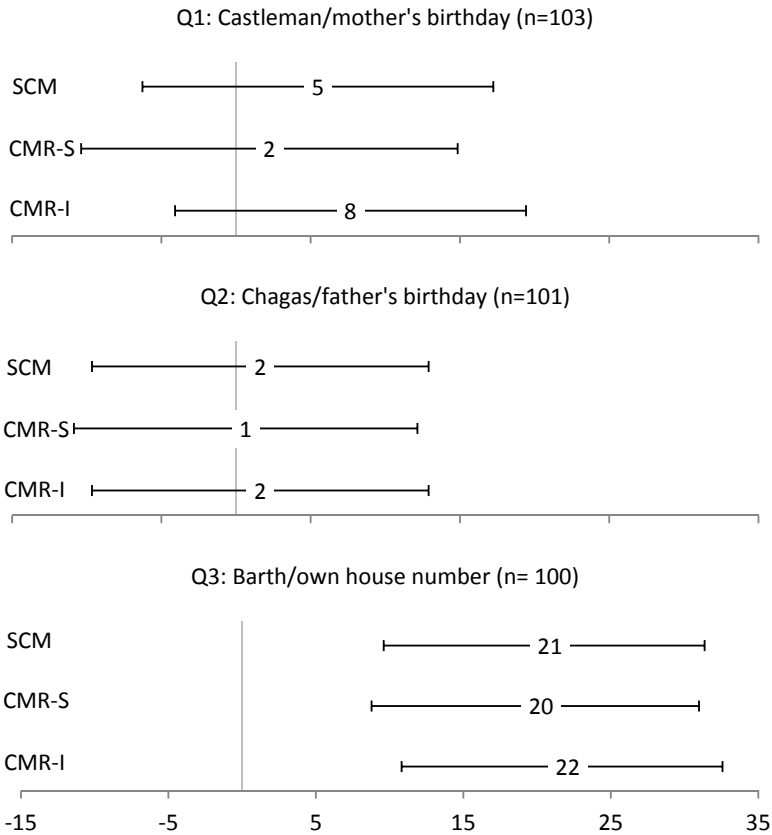 Q1: Castleman/mother's birthday (n=103)
SCM 5
CMR-S 2
CMR-I 8
Q2: Chagas/father's birthday (n=101)
SCM 2
CMR-S 1
CMR-I 2
Q3: Barth/own house number (n= 100)
SCM 21
CMR-S 20
CMR-I 22
-15 -5 5 15 25 35